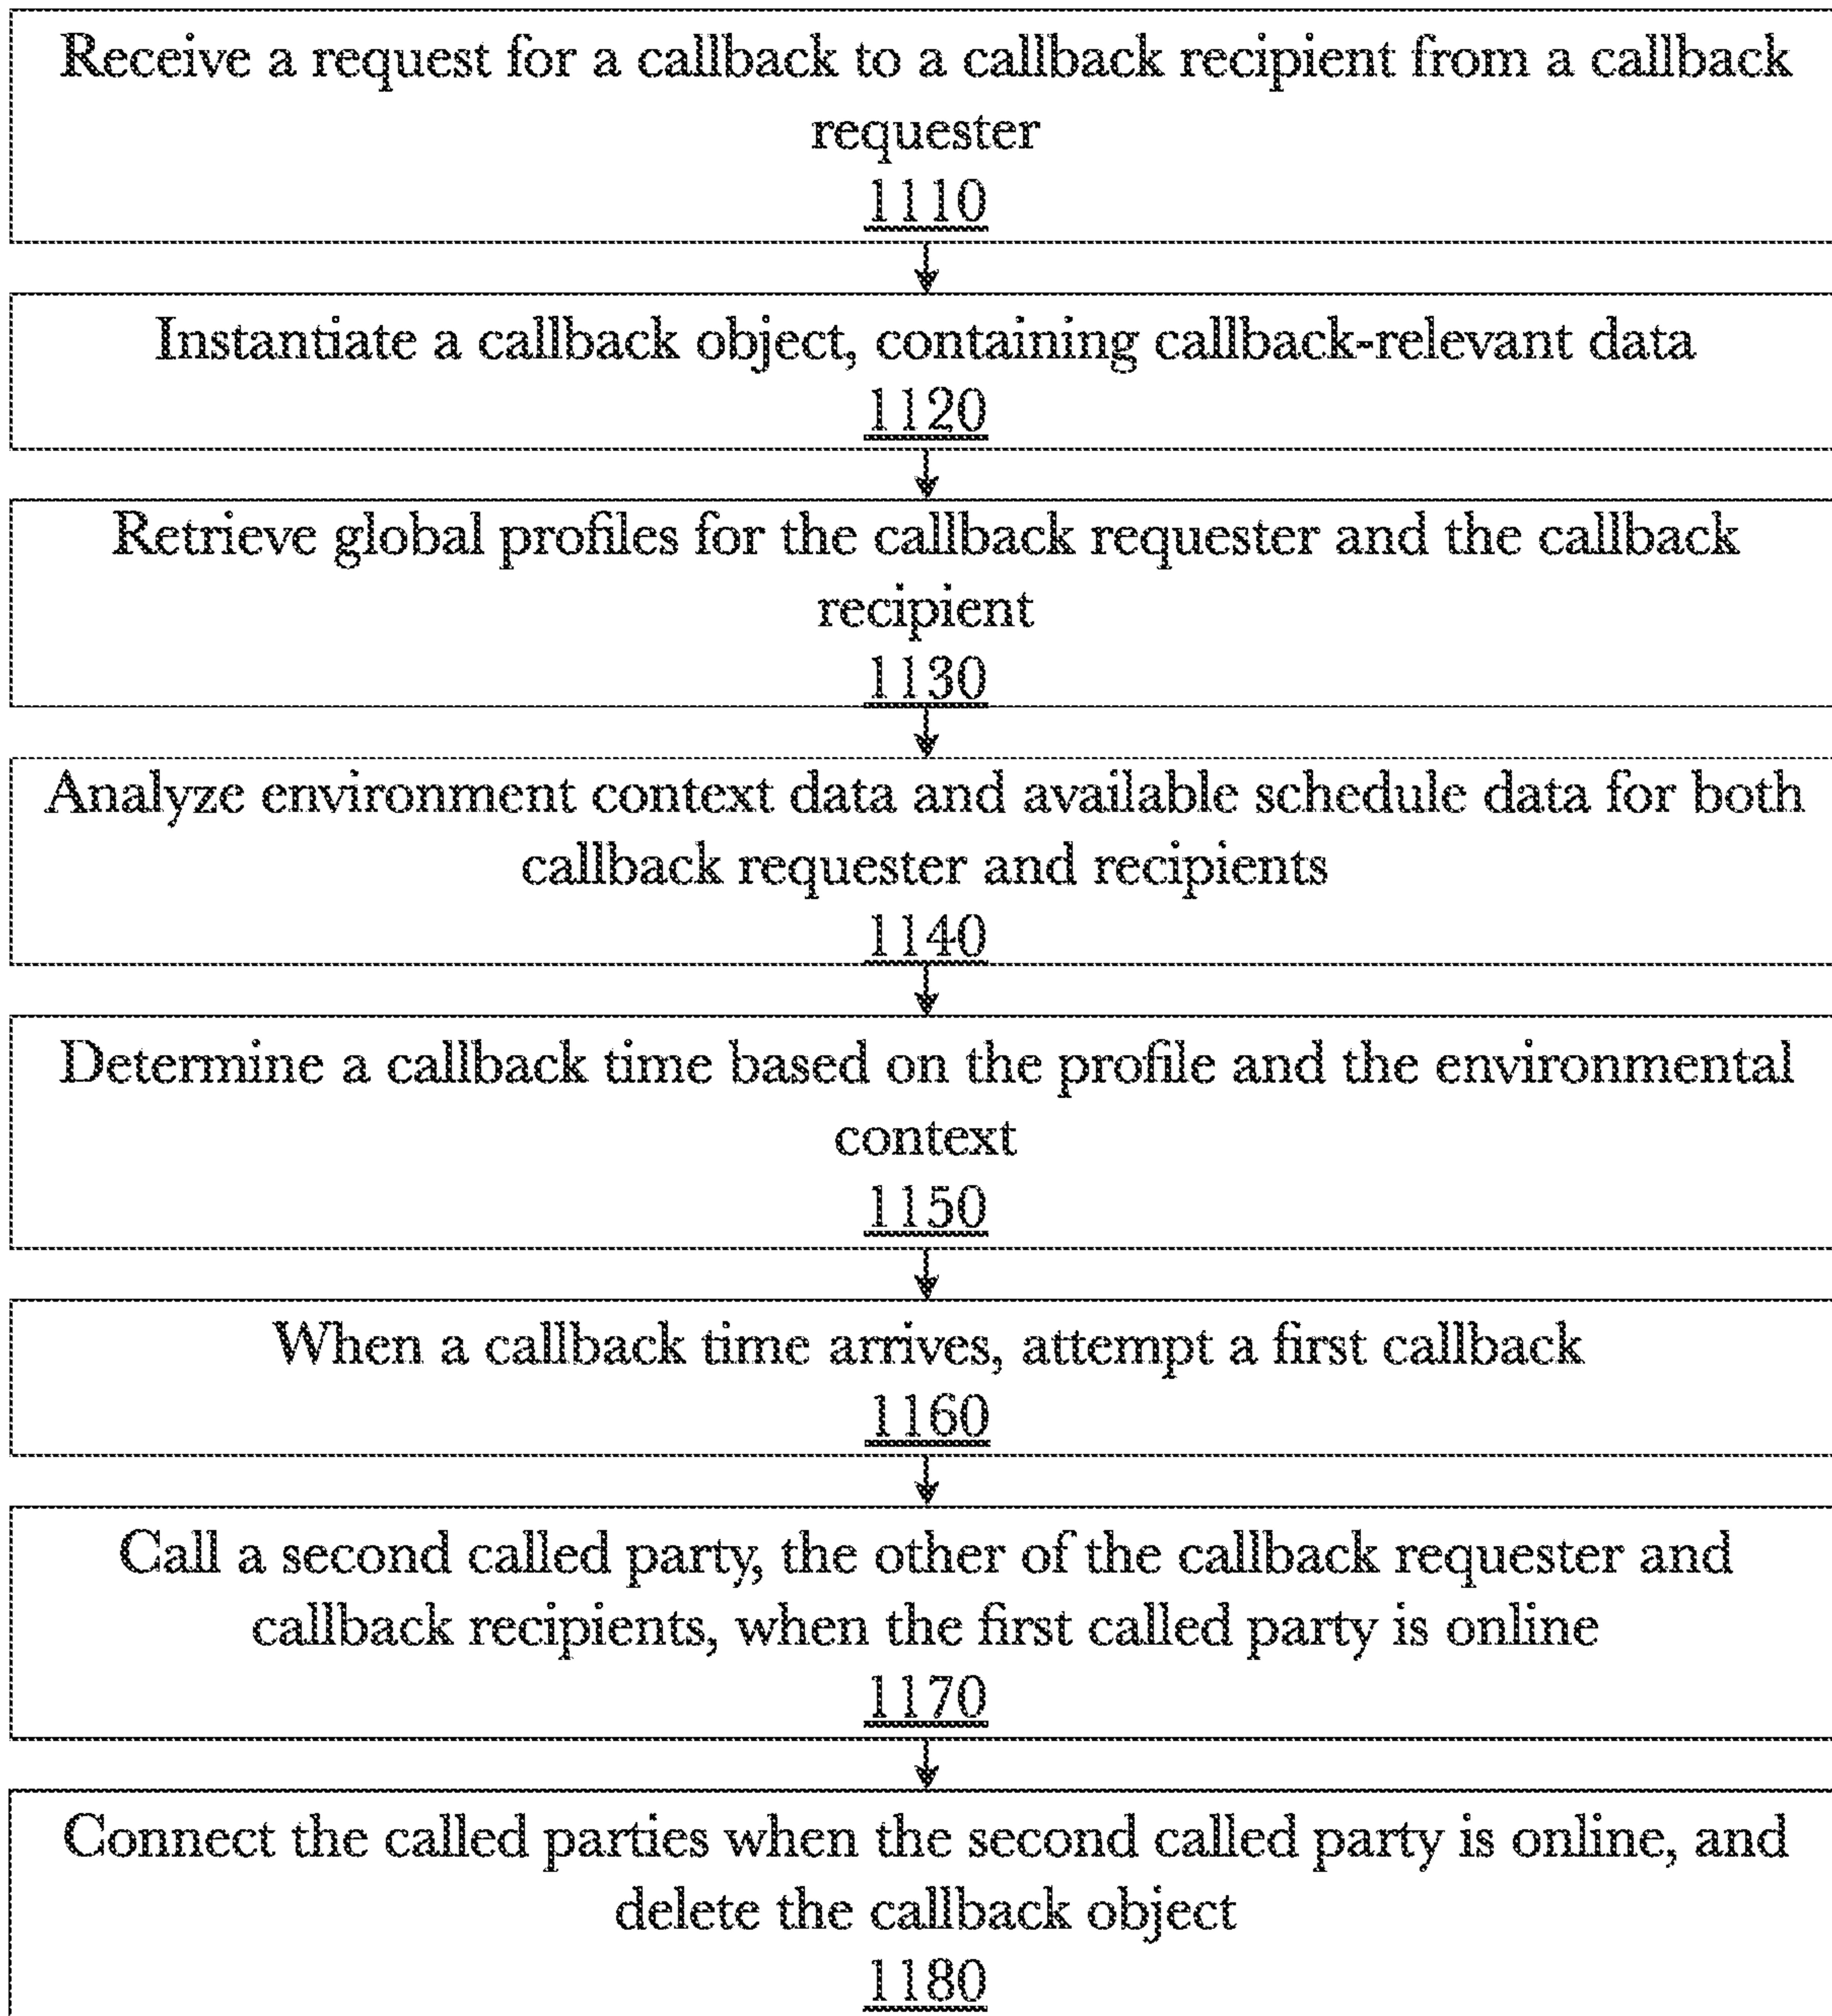 Receive a request for a callback to a callback recipient from a callback
requester
1110
Instantiate a callback object, containing callback-relevant data
1120
Retrieve global profiles for the callback requester and the callback
recipient
1130
Analyze environment context data and available schedule data for both
callback requester and recipients
1140
Determine a callback time based on the profile and the environmental
context
1150
When a callback time arrives, attempt a first callback
1160
Call a second called party, the other of the callback requester and
callback recipients, when the first called party is online
1170
Connect the called parties when the second called party is online, and
delete the callback object
1180